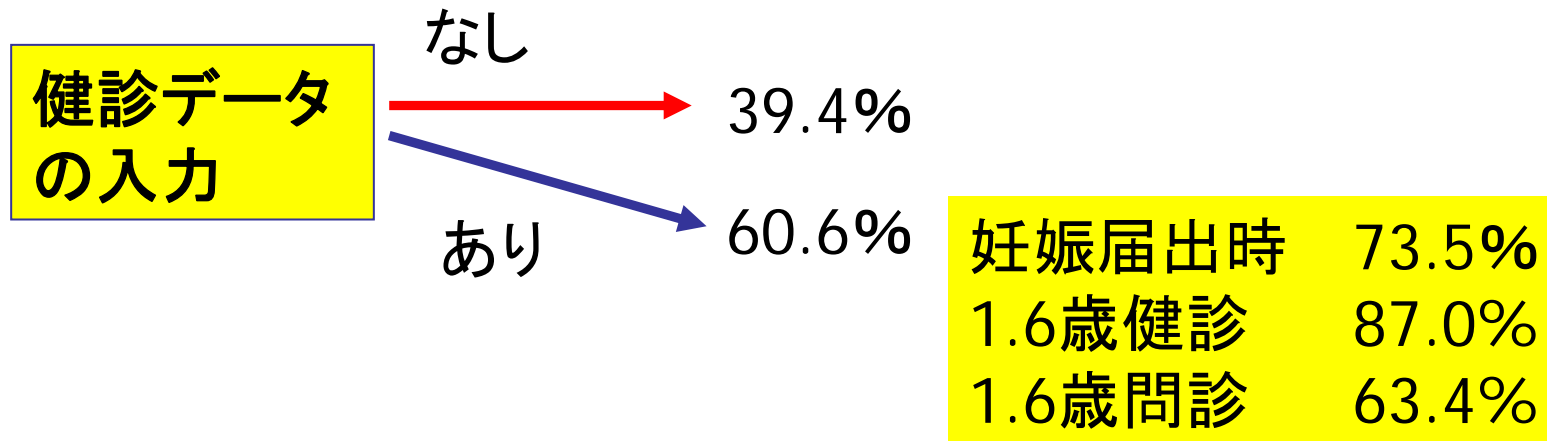 なし
健診データ
の入力
39.4%
60.6%
あり
妊娠届出時 73.5%
1.6歳健診 87.0%
1.6歳問診 63.4%